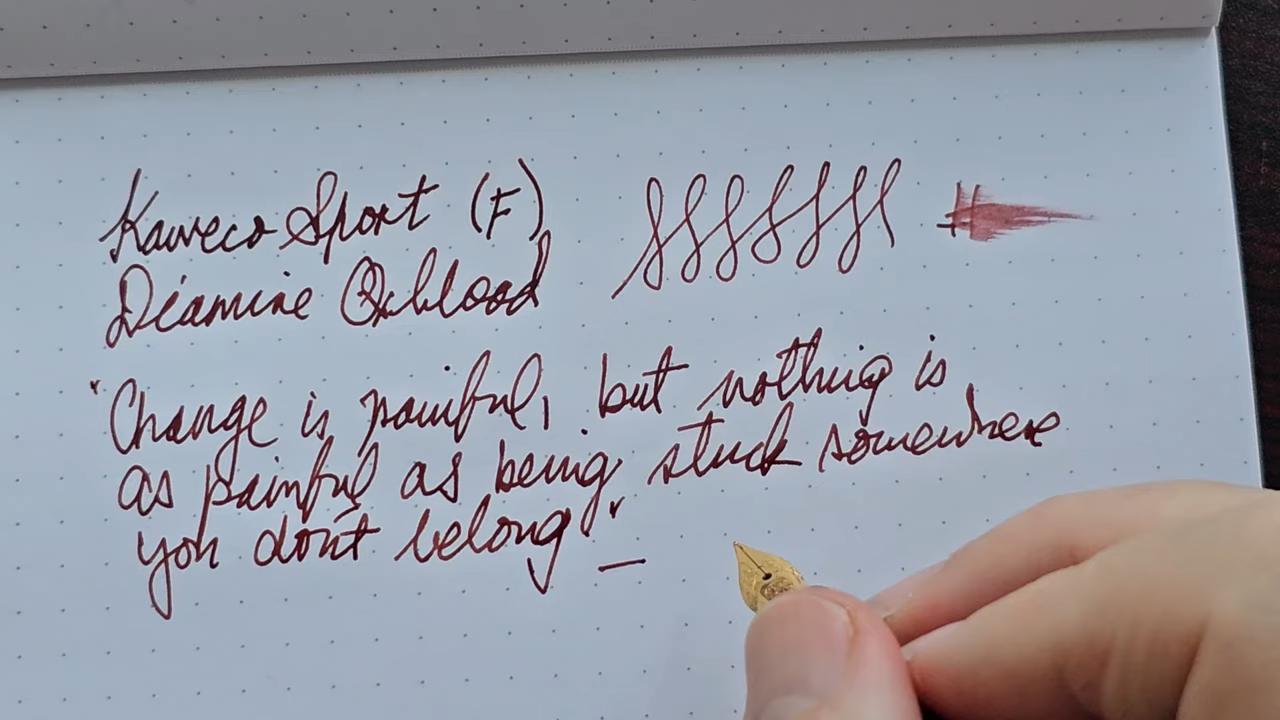 Kaweco Sport (F)
Diamine Oxblood
"Change is painful, but nothing is
as painful as being stuck somewhere
you don't belong" —